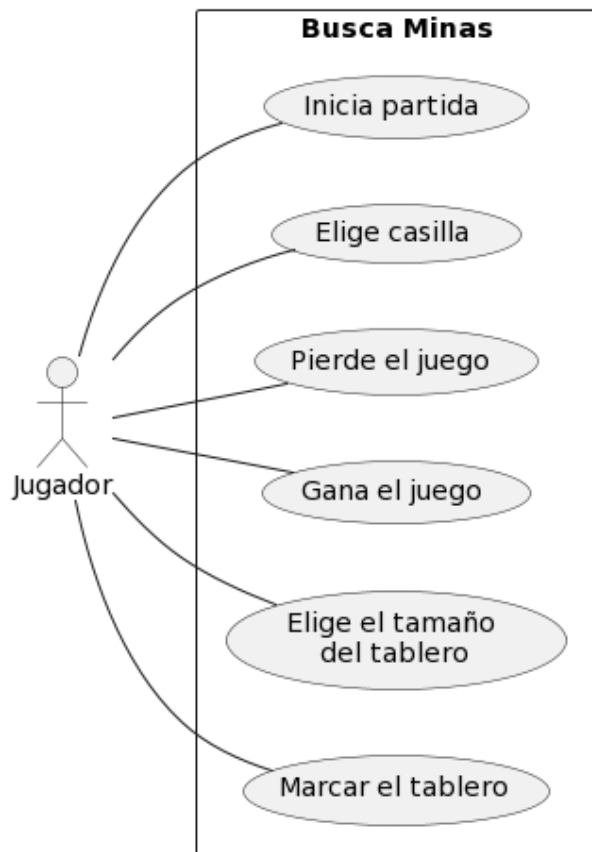 Busca Minas
Inicia partida
Elige casilla
Pierde el juego
Gana el juego
Jugador
Elige el tamaño
del tablero
Marcar el tablero